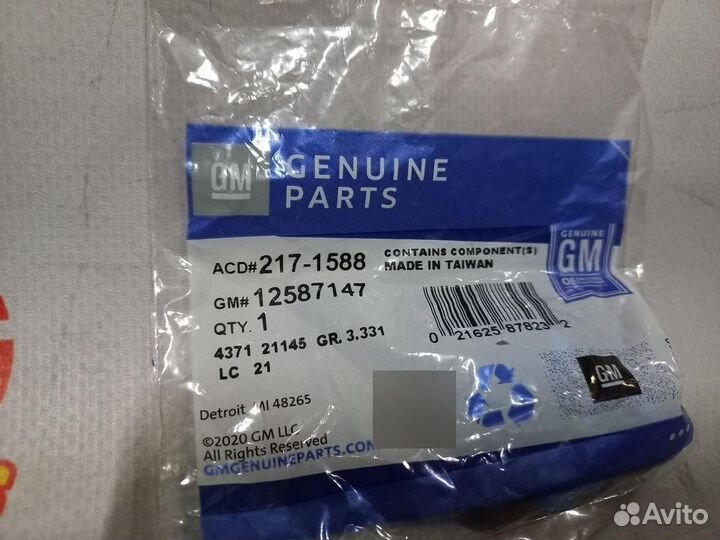 GM
GENUINE
PARTS
ACD# 217-1588
CONTAINS COMPONENT(S)
MADE IN TAIWAN
GENUINE
GM
GM# 12587147
QTY. 1
0 21625 87823 2
4371 21145 GR. 3.331
LC 21
GM
Detroit MI 48265
©2020 GM LLC
All Rights Reserved
GMGENUINEPARTS.COM
Avito